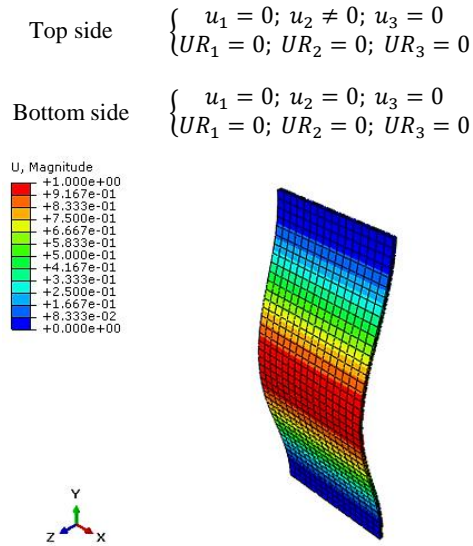 Top side { u₁ = 0; u₂ ≠ 0; u₃ = 0
UR₁ = 0; UR₂ = 0; UR₃ = 0
Bottom side { u₁ = 0; u₂ = 0; u₃ = 0
UR₁ = 0; UR₂ = 0; UR₃ = 0
U, Magnitude
+1.000e+00
+9.167e-01
+8.333e-01
+7.500e-01
+6.667e-01
+5.833e-01
+5.000e-01
+4.167e-01
+3.333e-01
+2.500e-01
+1.667e-01
+8.333e-02
+0.000e+00
Y
Z X